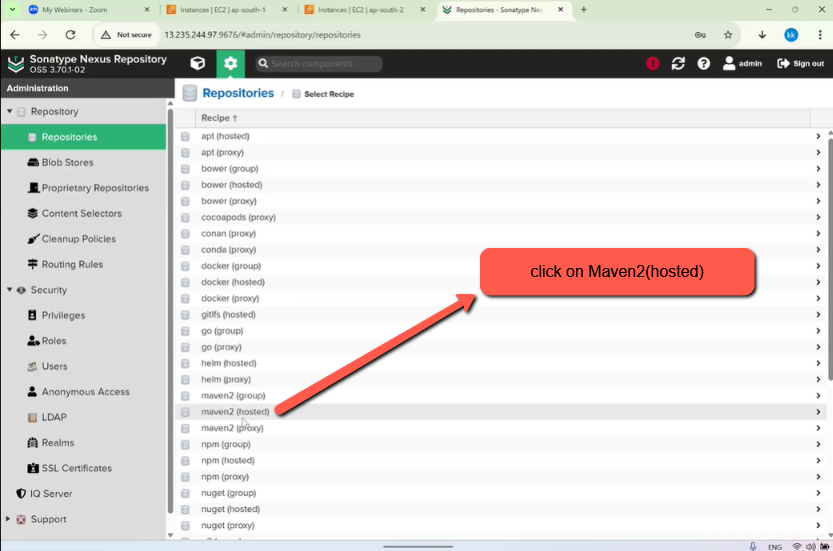 My Webinars - Zoom
Instances | EC2 | ap-south-1
Instances | EC2 | ap-south-2
Repositories - Sonatype Nex
Not secure
13.235.244.97:9676/#admin/repository/repositories
kk
Sonatype Nexus Repository
OSS 3.70.1-02
Search components
admin
Sign out
Administration
Repository
Repositories
Blob Stores
Proprietary Repositories
Content Selectors
Cleanup Policies
Routing Rules
Security
Privileges
Roles
Users
Anonymous Access
LDAP
Realms
SSL Certificates
IQ Server
Support
Repositories / Select Recipe
Recipe ↑
apt (hosted)
apt (proxy)
bower (group)
bower (hosted)
bower (proxy)
cocoapods (proxy)
conan (proxy)
conda (proxy)
docker (group)
docker (hosted)
docker (proxy)
gitlfs (hosted)
go (group)
go (proxy)
helm (hosted)
helm (proxy)
maven2 (group)
maven2 (hosted)
maven2 (proxy)
npm (group)
npm (hosted)
npm (proxy)
nuget (group)
nuget (hosted)
nuget (proxy)
click on Maven2(hosted)
ENG